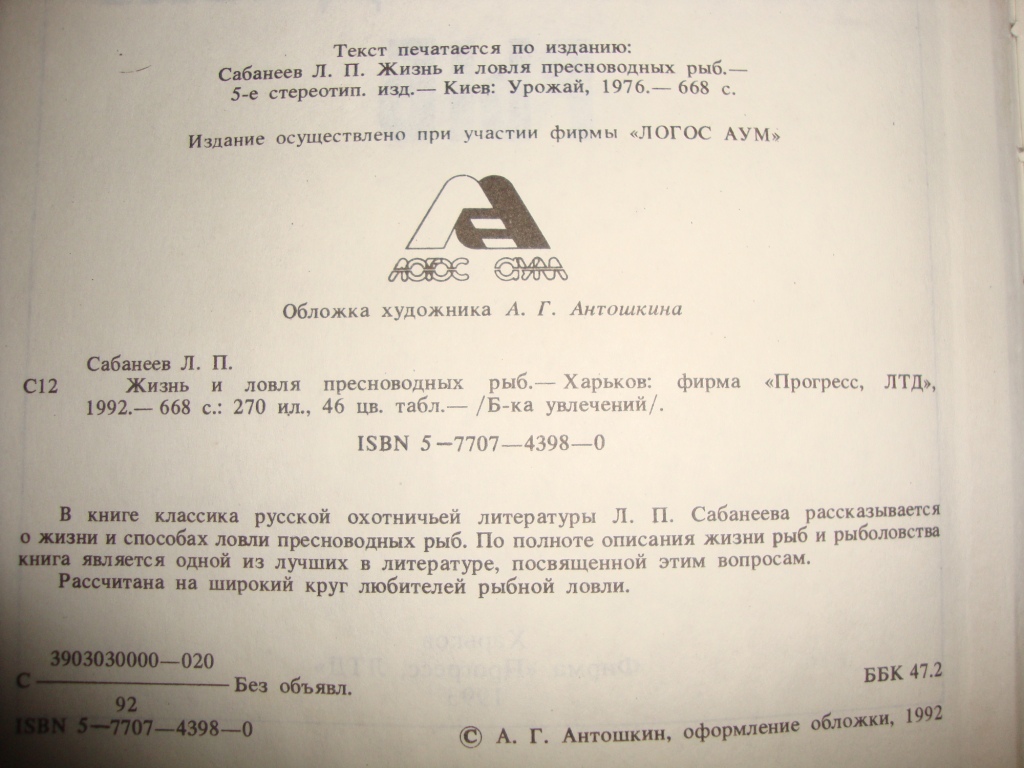 Текст печатается по изданию:
Сабанеев Л. П. Жизнь и ловля пресноводных рыб.—
5-е стереотип. изд.— Киев: Урожай, 1976.— 668 с.
Издание осуществлено при участии фирмы «ЛОГОС АУМ»
ЛОГОС АУМ
Обложка художника А. Г. Антошкина
Сабанеев Л. П.
С12 Жизнь и ловля пресноводных рыб.— Харьков: фирма «Прогресс, ЛТД»,
1992.— 668 с.: 270 ил., 46 цв. табл.— /Б-ка увлечений/.
ISBN 5—7707—4398—0
В книге классика русской охотничьей литературы Л. П. Сабанеева рассказывается
о жизни и способах ловли пресноводных рыб. По полноте описания жизни рыб и рыболовства
книга является одной из лучших в литературе, посвященной этим вопросам.
Рассчитана на широкий круг любителей рыбной ловли.
3903030000—020
С Без объявл.
92
ББК 47.2
ISBN 5—7707—4398—0
© А. Г. Антошкин, оформление обложки, 1992